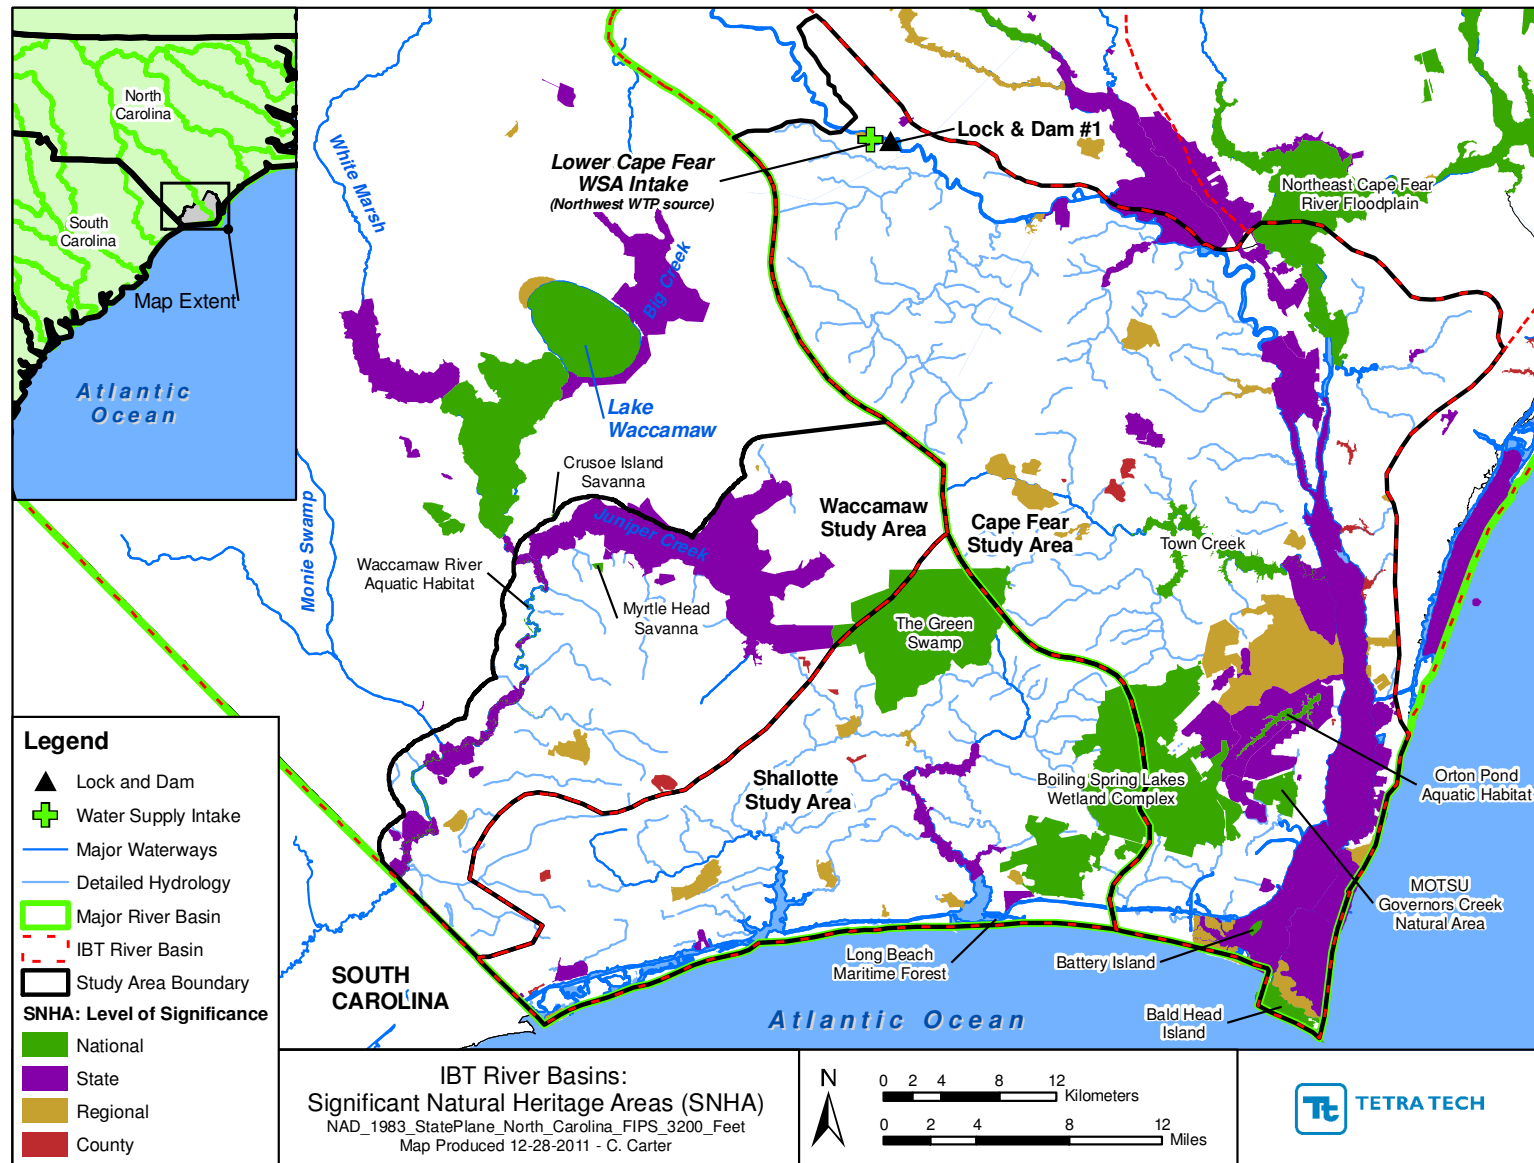 North
Carolina
South
Carolina
Map Extent
Atlantic
Ocean
White Marsh
Lower Cape Fear
WSA Intake
(Northwest WTP source)
Lock & Dam #1
Northeast Cape Fear
River Floodplain
Big Creek
Lake
Waccamaw
Crusoe Island
Savanna
Monie Swamp
Juniper Creek
Waccamaw
Study Area
Cape Fear
Study Area
Town Creek
Waccamaw River
Aquatic Habitat
Myrtle Head
Savanna
The Green
Swamp
Shallotte
Study Area
Boiling Spring Lakes
Wetland Complex
Orton Pond
Aquatic Habitat
MOTSU
Governors Creek
Natural Area
Long Beach
Maritime Forest
Battery Island
Bald Head
Island
SOUTH
CAROLINA
Atlantic Ocean
Legend
Lock and Dam
Water Supply Intake
Major Waterways
Detailed Hydrology
Major River Basin
IBT River Basin
Study Area Boundary
SNHA: Level of Significance
National
State
Regional
County
IBT River Basins:
Significant Natural Heritage Areas (SNHA)
NAD_1983_StatePlane_North_Carolina_FIPS_3200_Feet
Map Produced 12-28-2011 - C. Carter
N
0 2 4 8 12
Kilometers
0 2 4 8 12
Miles
Tt TETRA TECH